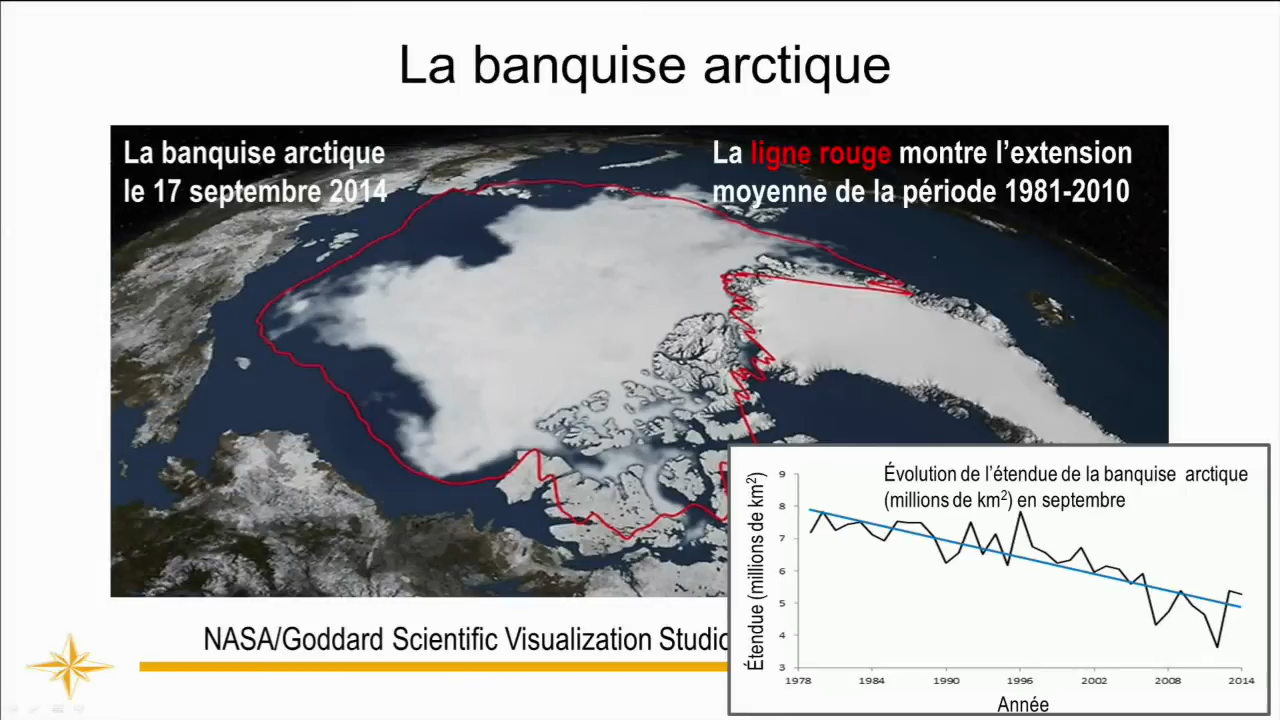 La banquise arctique
La banquise arctique
le 17 septembre 2014
La ligne rouge montre l'extension
moyenne de la période 1981-2010
Évolution de l'étendue de la banquise arctique
(millions de km²) en septembre
Étendue (millions de km²)
9
8
7
6
5
4
3
1978 1984 1990 1996 2002 2008 2014
Année
NASA/Goddard Scientific Visualization Studio